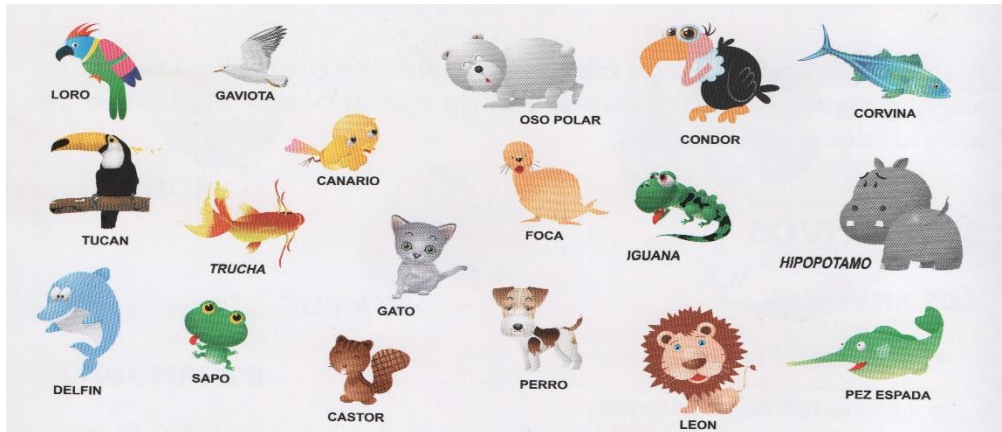 LORO
GAVIOTA
OSO POLAR
CONDOR
CORVINA
CANARIO
TUCAN
TRUCHA
FOCA
IGUANA
HIPOPOTAMO
GATO
DELFIN
SAPO
CASTOR
PERRO
LEON
PEZ ESPADA